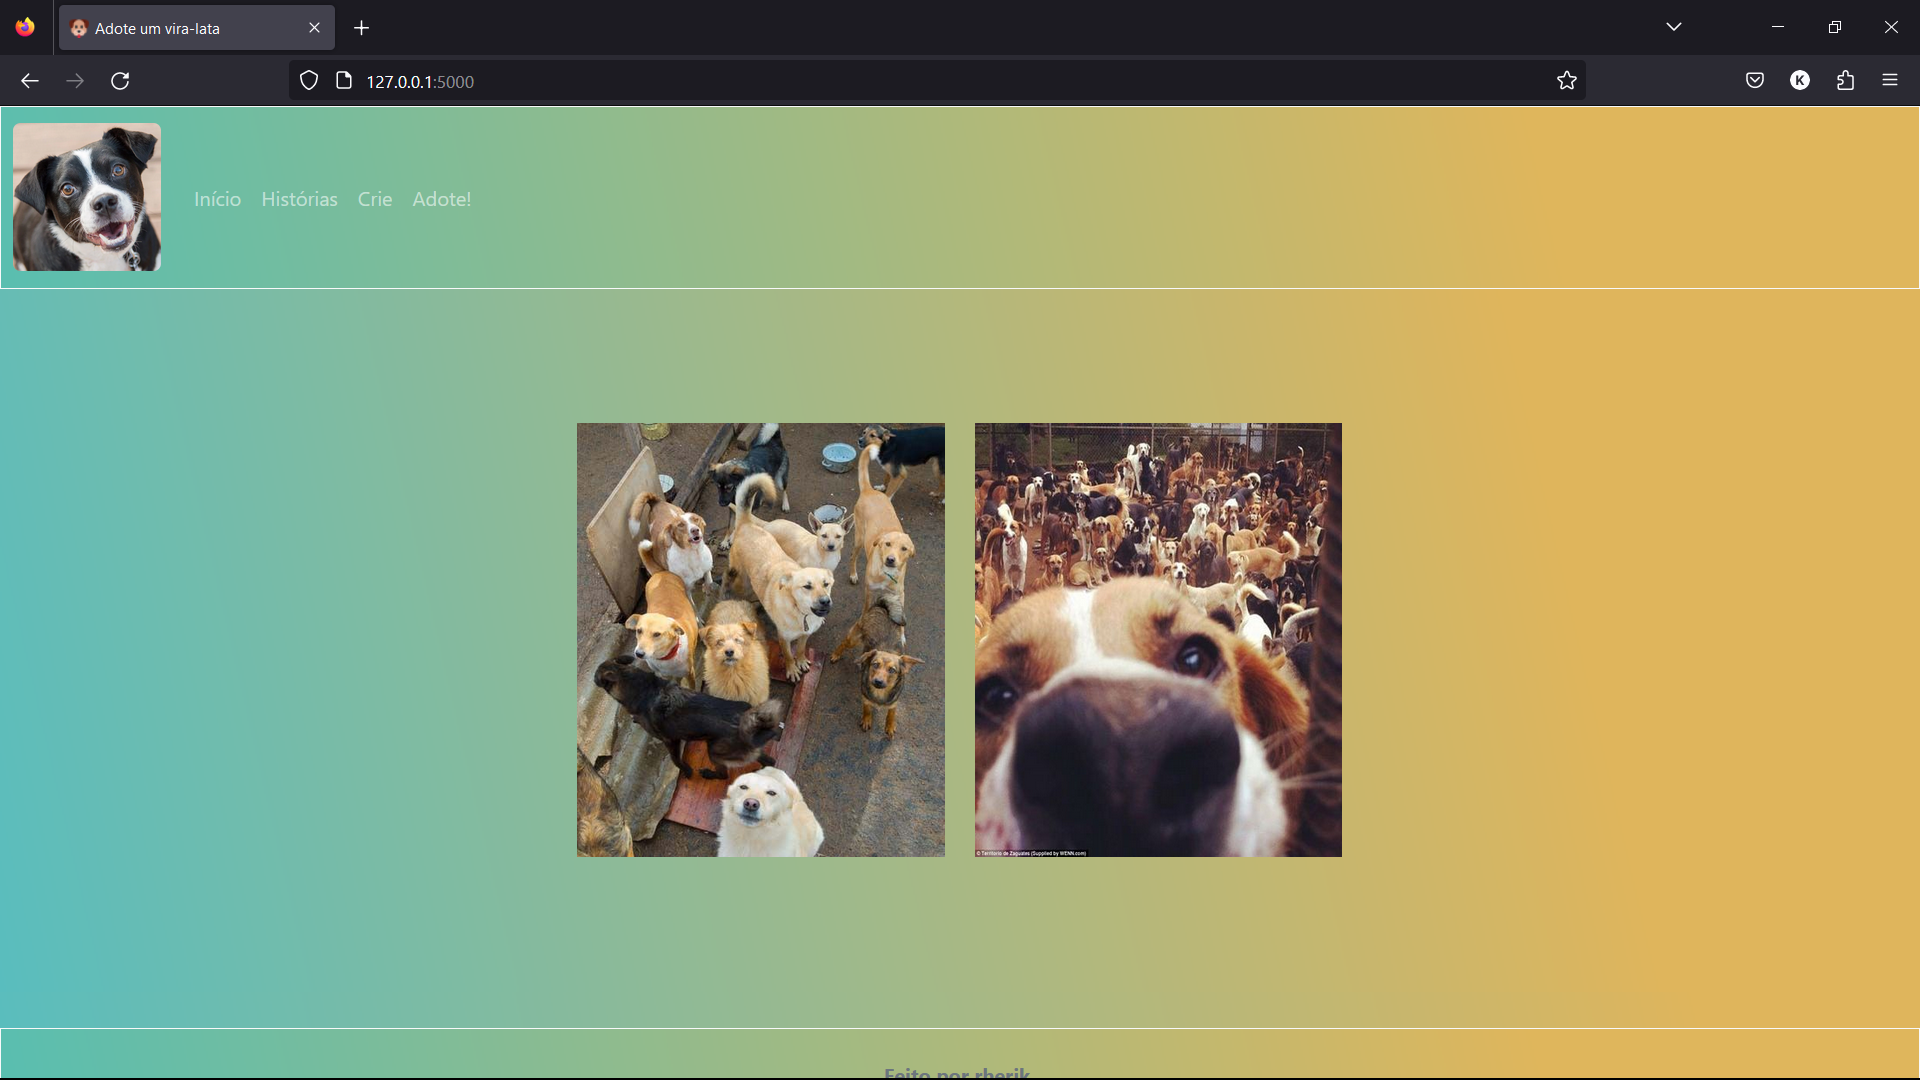 Adote um vira-lata
127.0.0.1:5000
K
Início Histórias Crie Adote!
© Territorio de Zaguates (Supplied by WENN.com)
Feito por rherik